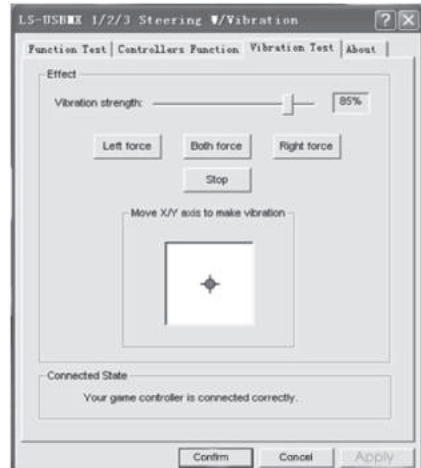 LS-USBMX 1/2/3 Steering W/Vibration
Function Test Controllers Function Vibration Test About
Effect
Vibration strength: 85%
Left force Both force Right force
Stop
Move X/Y axis to make vibration
Connected State
Your game controller is connected correctly.
Confirm Cancel Apply